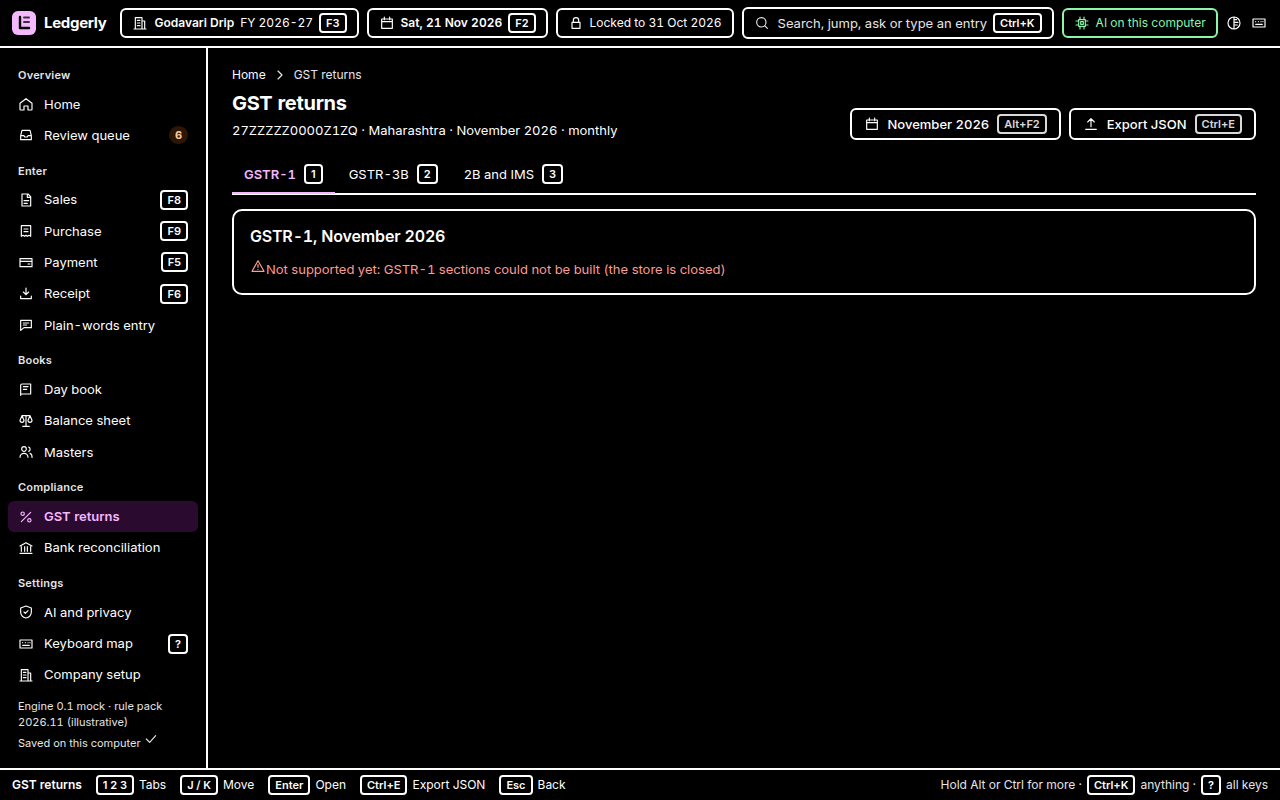 Ledgerly
Godavari Drip FY 2026-27 F3
Sat, 21 Nov 2026 F2
Locked to 31 Oct 2026
Search, jump, ask or type an entry Ctrl+K
AI on this computer
Overview
Home
Review queue 6
Enter
Sales F8
Purchase F9
Payment F5
Receipt F6
Plain-words entry
Books
Day book
Balance sheet
Masters
Compliance
GST returns
Bank reconciliation
Settings
AI and privacy
Keyboard map ?
Company setup
Engine 0.1 mock · rule pack
2026.11 (illustrative)
Saved on this computer
Home > GST returns
GST returns
27ZZZZZ0000Z1ZQ · Maharashtra · November 2026 · monthly
November 2026 Alt+F2
Export JSON Ctrl+E
GSTR-1 1 GSTR-3B 2 2B and IMS 3
GSTR-1, November 2026
Not supported yet: GSTR-1 sections could not be built (the store is closed)
GST returns 1 2 3 Tabs J / K Move Enter Open Ctrl+E Export JSON Esc Back
Hold Alt or Ctrl for more · Ctrl+K anything · ? all keys